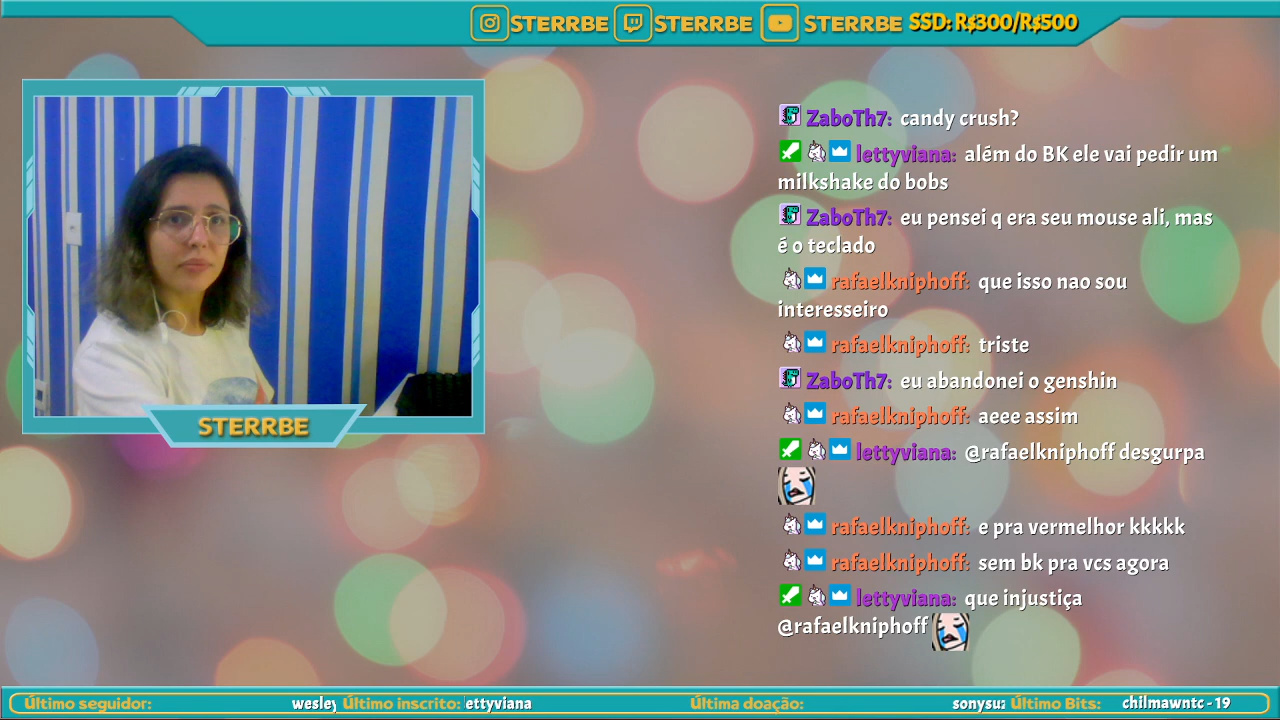 STERRBE STERRBE STERRBE SSD: R$300/R$500
ZaboTh7: candy crush?
lettyviana: além do BK ele vai pedir um
milkshake do bobs
ZaboTh7: eu pensei q era seu mouse ali, mas
é o teclado
rafaelkniphoff: que isso nao sou
interesseiro
rafaelkniphoff: triste
ZaboTh7: eu abandonei o genshin
rafaelkniphoff: aeee assim
lettyviana: @rafaelkniphoff desgurpa
rafaelkniphoff: e pra vermelhor kkkkk
rafaelkniphoff: sem bk pra vcs agora
lettyviana: que injustiça
@rafaelkniphoff
STERRBE
Último seguidor: wesley Último inscrito: ettyviana Última doação: sonysu Último Bits: chilmawntc - 19